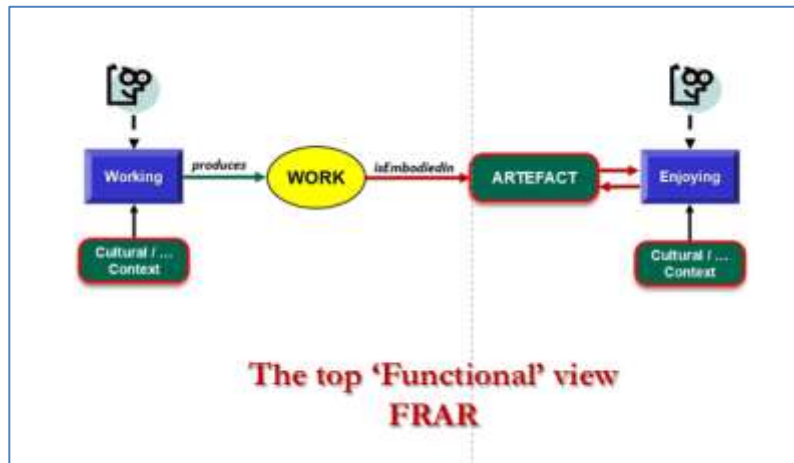 Working
produces
WORK
isEmbodiedIn
ARTEFACT
Enjoying
Cultural / ...
Context
Cultural / ...
Context
The top ‘Functional’ view
FRAR